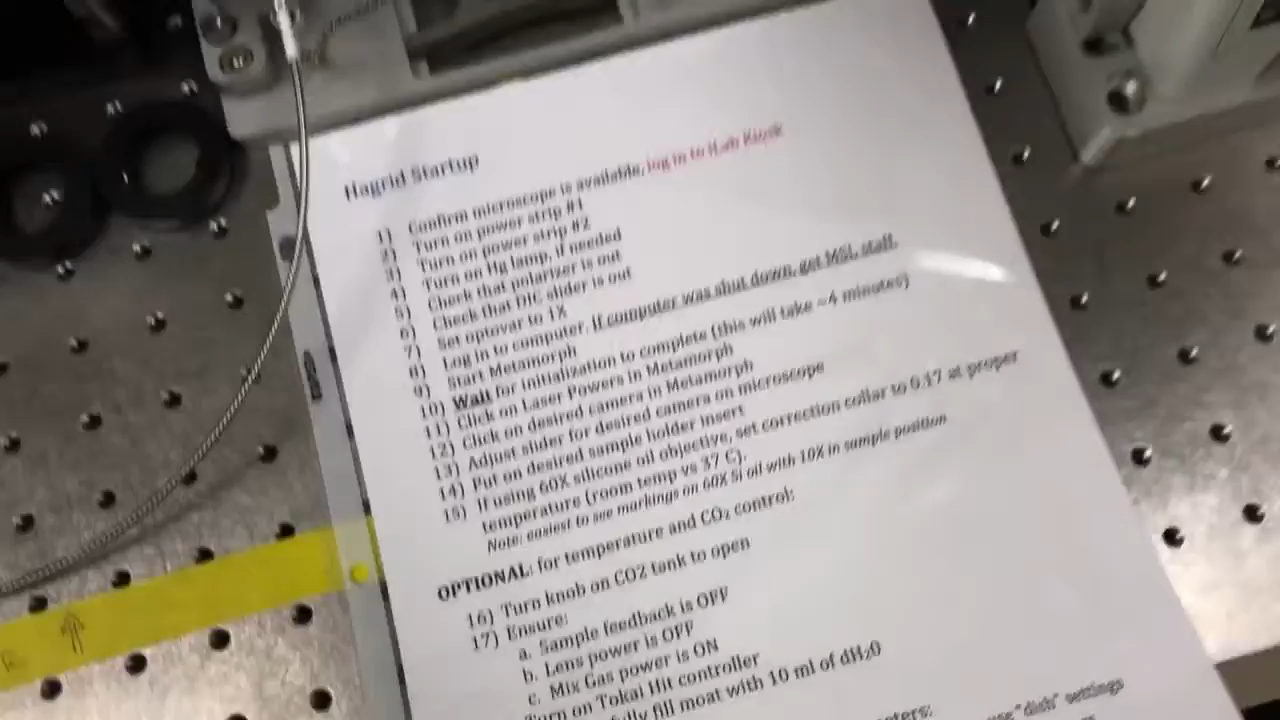 Hagrid Startup
1) Confirm microscope is available, log in to iLab Kiosk
2) Turn on power strip #1
3) Turn on power strip #2
4) Turn on Hg lamp, if needed
5) Check that polarizer is out
6) Check that DIC slider is out
7) Set optovar to 1X
8) Log in to computer. If computer was shut down, get MSL staff.
9) Start Metamorph
10) Wait for initialization to complete (this will take ~4 minutes)
11) Click on Laser Powers in Metamorph
12) Click on desired camera in Metamorph
13) Adjust slider for desired camera on microscope
14) Put on desired sample holder insert
15) If using 60X silicone oil objective, set correction collar to 0.17 at proper
temperature (room temp vs 37 C).
Note: easiest to see markings on 60X Si oil with 10X in sample position
OPTIONAL: for temperature and CO₂ control:
16) Turn knob on CO2 tank to open
17) Ensure:
a. Sample feedback is OFF
b. Lens power is OFF
c. Mix Gas power is ON
Turn on Tokai Hit controller
fill moat with 10 ml of dH₂O
settings